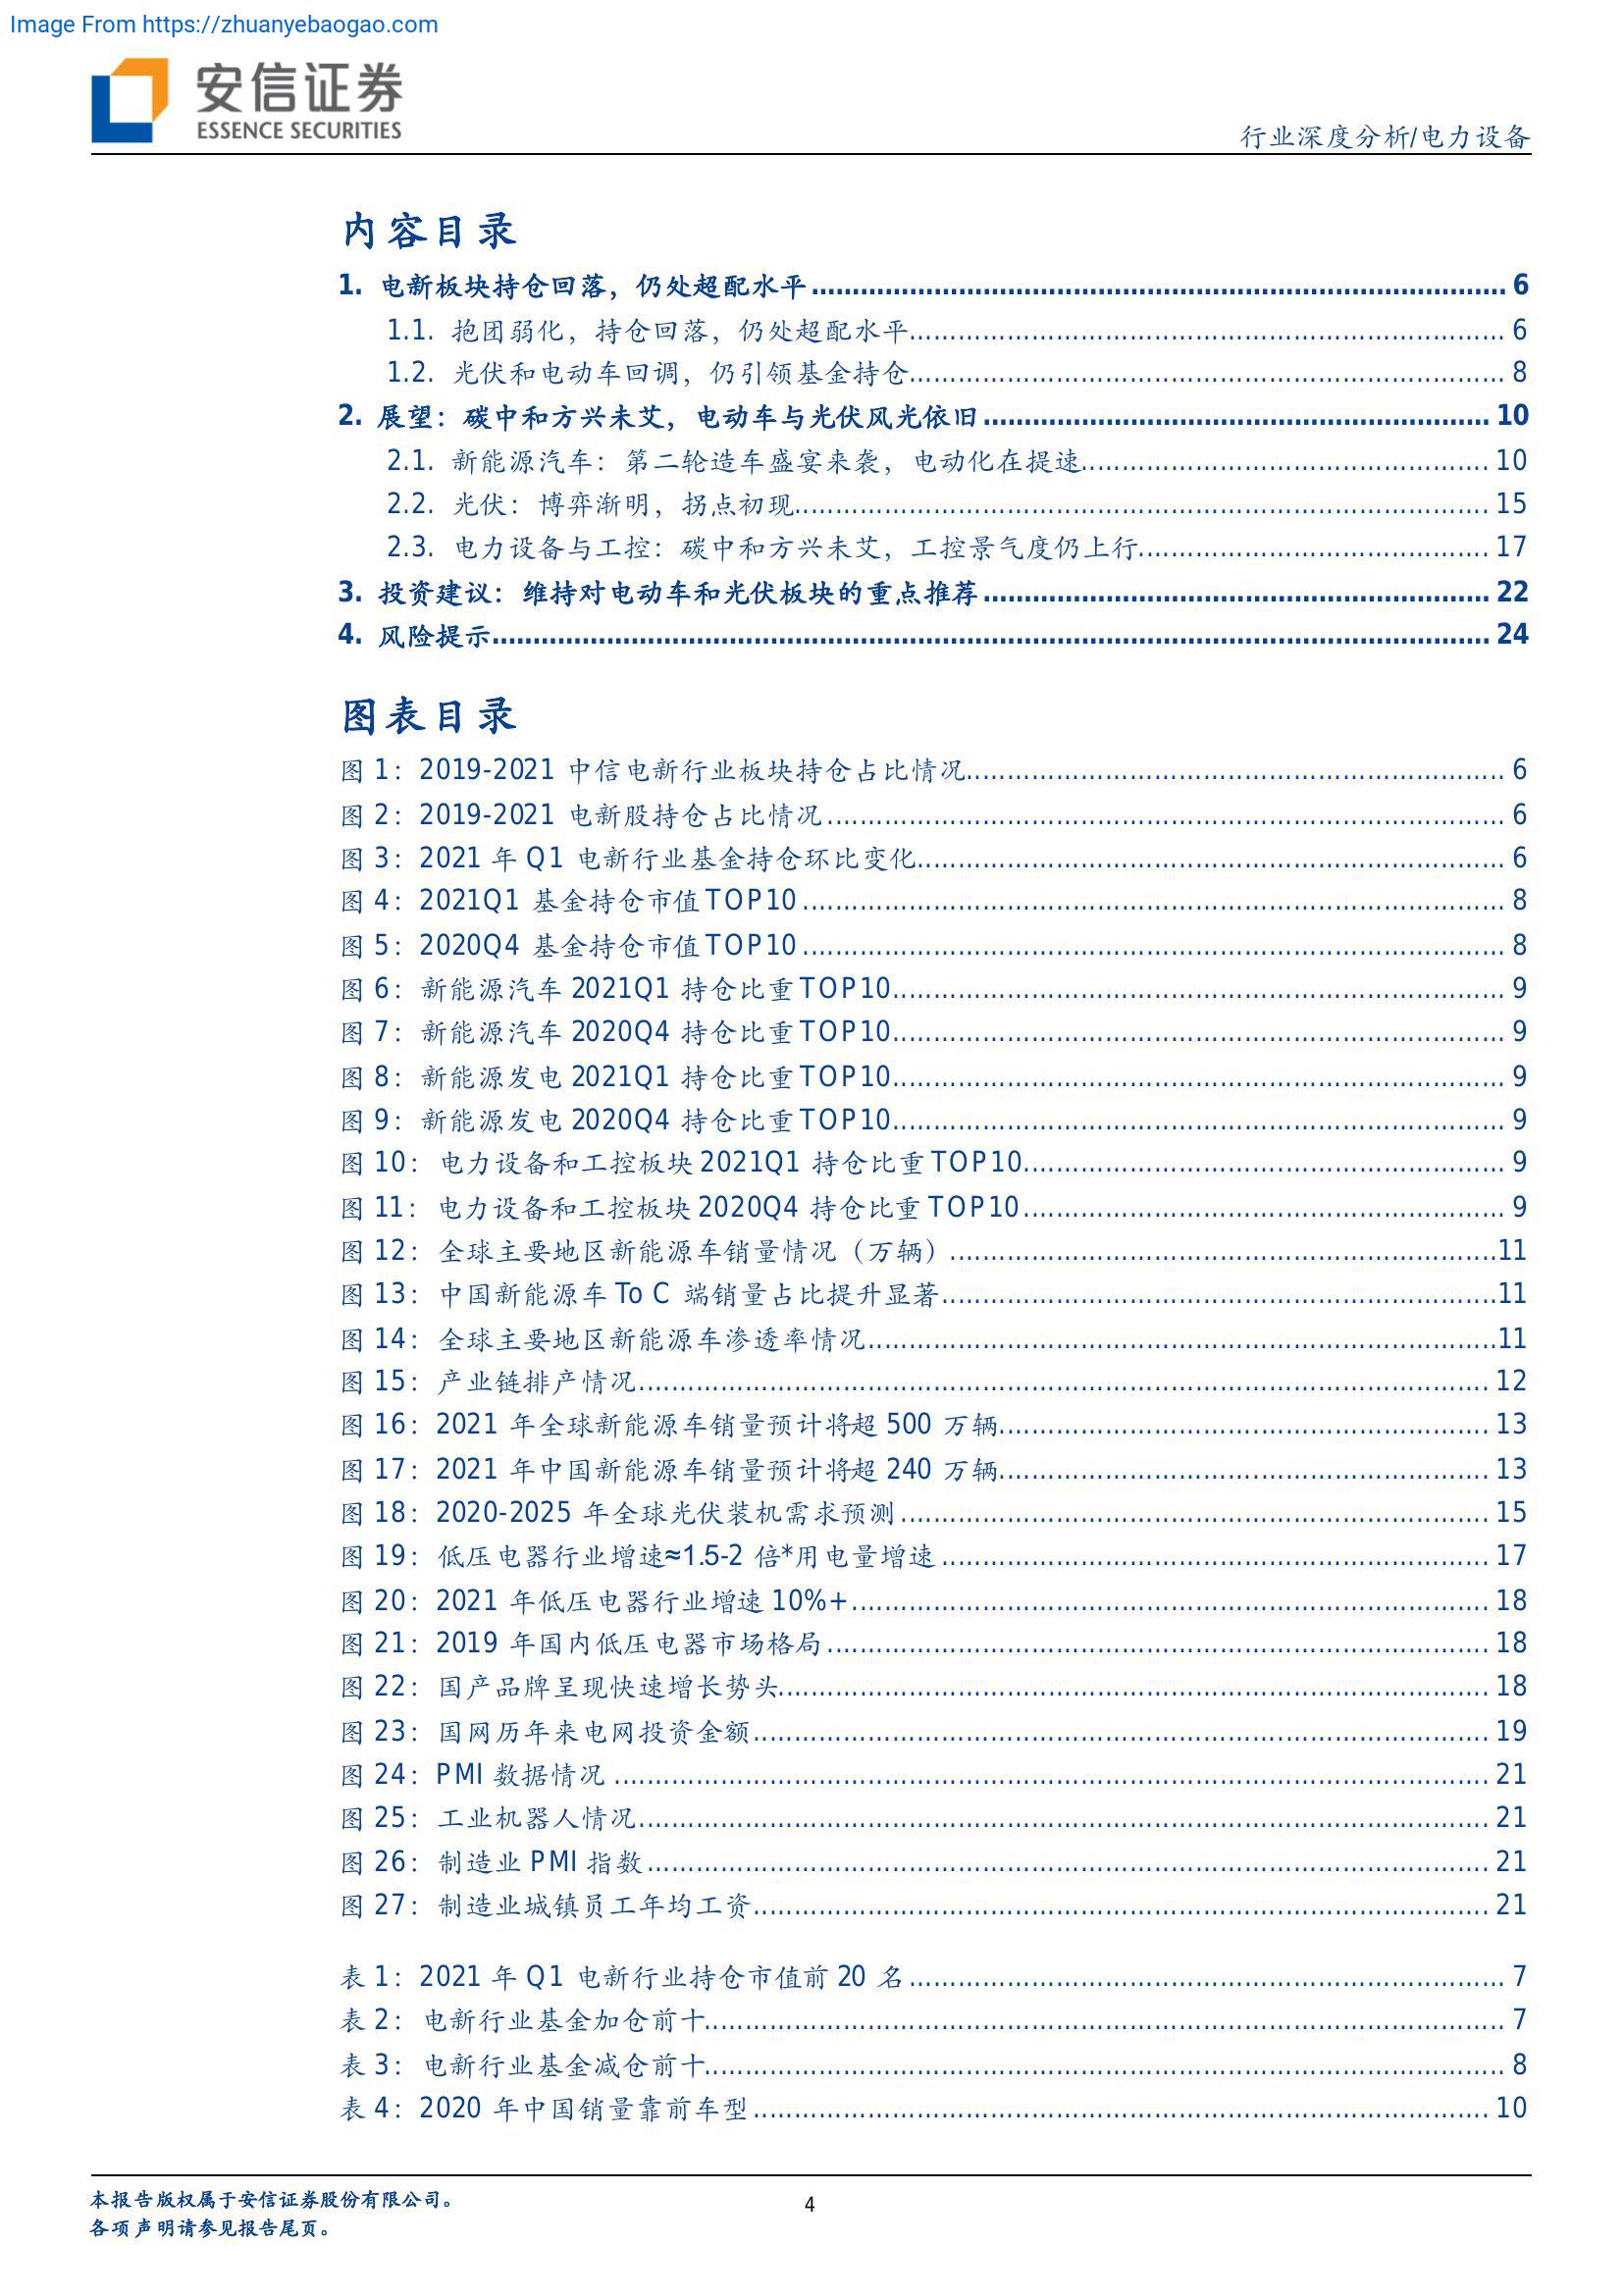 Image From https://zhuanyebaogao.com
安信证券
ESSENCE SECURITIES
行业深度分析/电力设备
内容目录
1. 电新板块持仓回落，仍处超配水平 6
1.1. 抱团弱化，持仓回落，仍处超配水平 6
1.2. 光伏和电动车回调，仍引领基金持仓 8
2. 展望：碳中和方兴未艾，电动车与光伏风光依旧 10
2.1. 新能源汽车：第二轮造车盛宴来袭，电动化在提速 10
2.2. 光伏：博弈渐明，拐点初现 15
2.3. 电力设备与工控：碳中和方兴未艾，工控景气度仍上行 17
3. 投资建议：维持对电动车和光伏板块的重点推荐 22
4. 风险提示 24
图表目录
图 1：2019-2021 中信电新行业板块持仓占比情况 6
图 2：2019-2021 电新股持仓占比情况 6
图 3：2021 年 Q1 电新行业基金持仓环比变化 6
图 4：2021Q1 基金持仓市值 TOP10 8
图 5：2020Q4 基金持仓市值 TOP10 8
图 6：新能源汽车 2021Q1 持仓比重 TOP10 9
图 7：新能源汽车 2020Q4 持仓比重 TOP10 9
图 8：新能源发电 2021Q1 持仓比重 TOP10 9
图 9：新能源发电 2020Q4 持仓比重 TOP10 9
图 10：电力设备和工控板块 2021Q1 持仓比重 TOP10 9
图 11：电力设备和工控板块 2020Q4 持仓比重 TOP10 9
图 12：全球主要地区新能源车销量情况（万辆） 11
图 13：中国新能源车 To C 端销量占比提升显著 11
图 14：全球主要地区新能源车渗透率情况 11
图 15：产业链排产情况 12
图 16：2021 年全球新能源车销量预计将超 500 万辆 13
图 17：2021 年中国新能源车销量预计将超 240 万辆 13
图 18：2020-2025 年全球光伏装机需求预测 15
图 19：低压电器行业增速≈1.5-2 倍*用电量增速 17
图 20：2021 年低压电器行业增速 10%+ 18
图 21：2019 年国内低压电器市场格局 18
图 22：国产品牌呈现快速增长势头 18
图 23：国网历年来电网投资金额 19
图 24：PMI 数据情况 21
图 25：工业机器人情况 21
图 26：制造业 PMI 指数 21
图 27：制造业城镇员工年均工资 21
表 1：2021 年 Q1 电新行业持仓市值前 20 名 7
表 2：电新行业基金加仓前十 7
表 3：电新行业基金减仓前十 8
表 4：2020 年中国销量靠前车型 10
本报告版权属于安信证券股份有限公司。
各项声明请参见报告尾页。
4